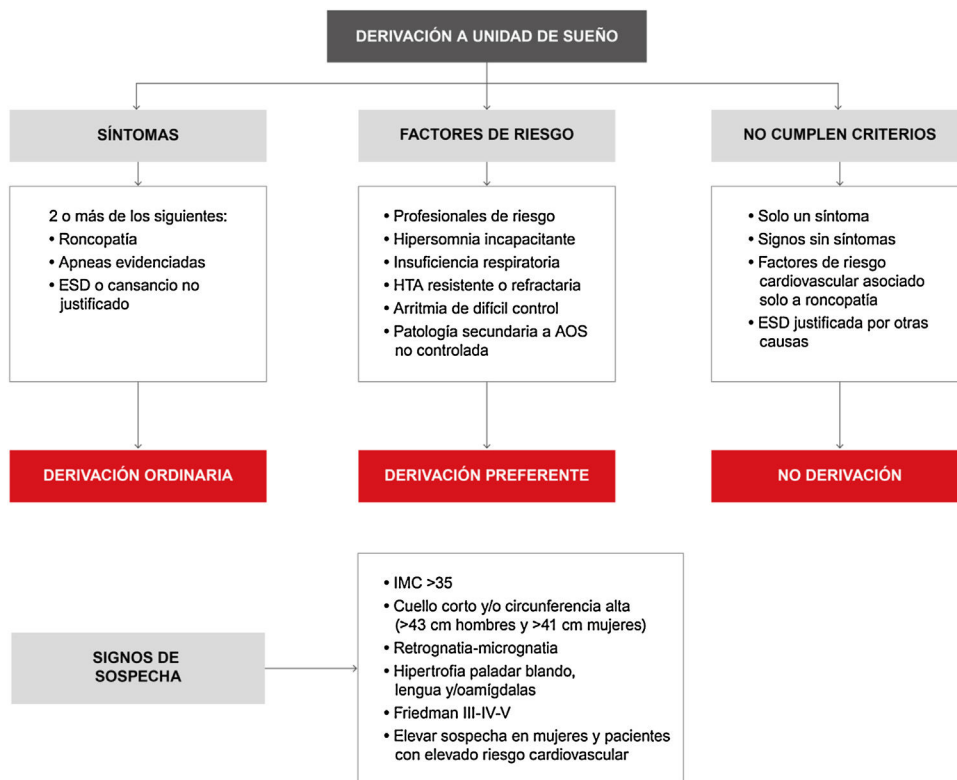 DERIVACIÓN A UNIDAD DE SUEÑO
SÍNTOMAS
2 o más de los siguientes:
• Roncopatía
• Apneas evidenciadas
• ESD o cansancio no
justificado
DERIVACIÓN ORDINARIA
FACTORES DE RIESGO
• Profesionales de riesgo
• Hipersomnia incapacitante
• Insuficiencia respiratoria
• HTA resistente o refractaria
• Arritmia de difícil control
• Patología secundaria a AOS
no controlada
DERIVACIÓN PREFERENTE
NO CUMPLEN CRITERIOS
• Solo un síntoma
• Signos sin síntomas
• Factores de riesgo
cardiovascular asociado
solo a roncopatía
• ESD justificada por otras
causas
NO DERIVACIÓN
SIGNOS DE
SOSPECHA
• IMC >35
• Cuello corto y/o circunferencia alta
(>43 cm hombres y >41 cm mujeres)
• Retrognatia-micrognatia
• Hipertrofia paladar blando,
lengua y/oamígdalas
• Friedman III-IV-V
• Elevar sospecha en mujeres y pacientes
con elevado riesgo cardiovascular